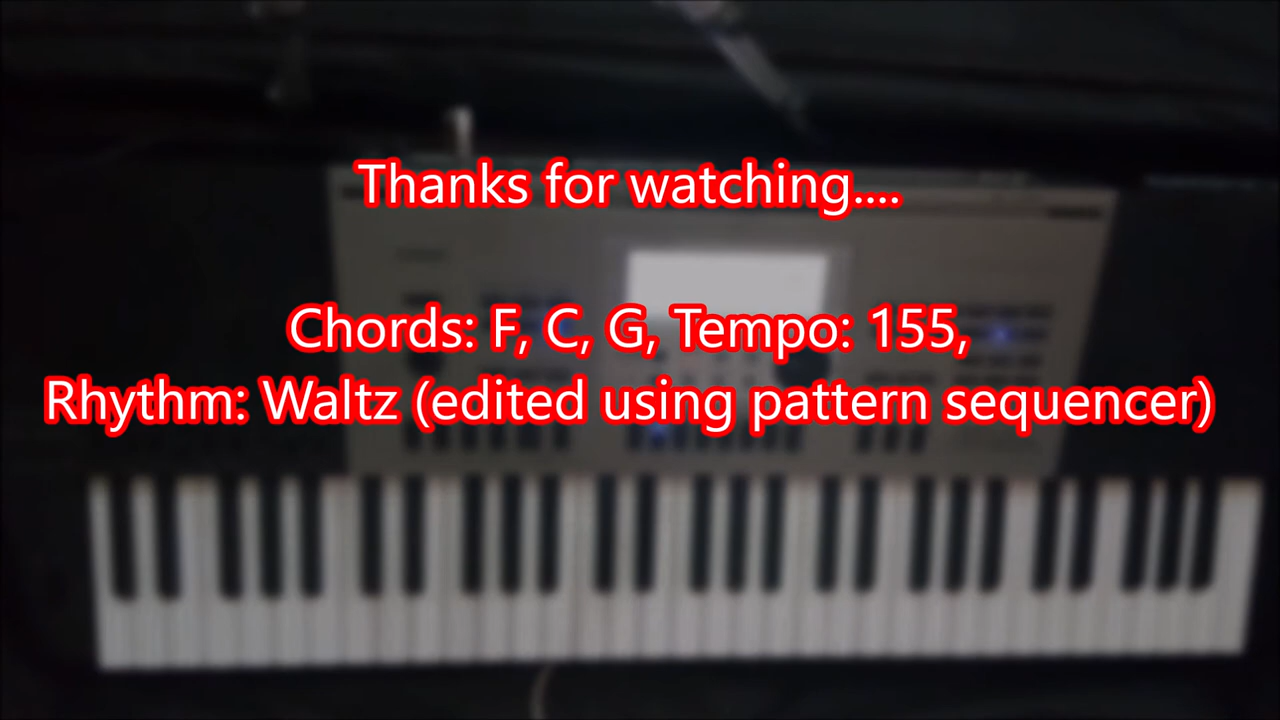 Thanks for watching....
Chords: F, C, G, Tempo: 155,
Rhythm: Waltz (edited using pattern sequencer)